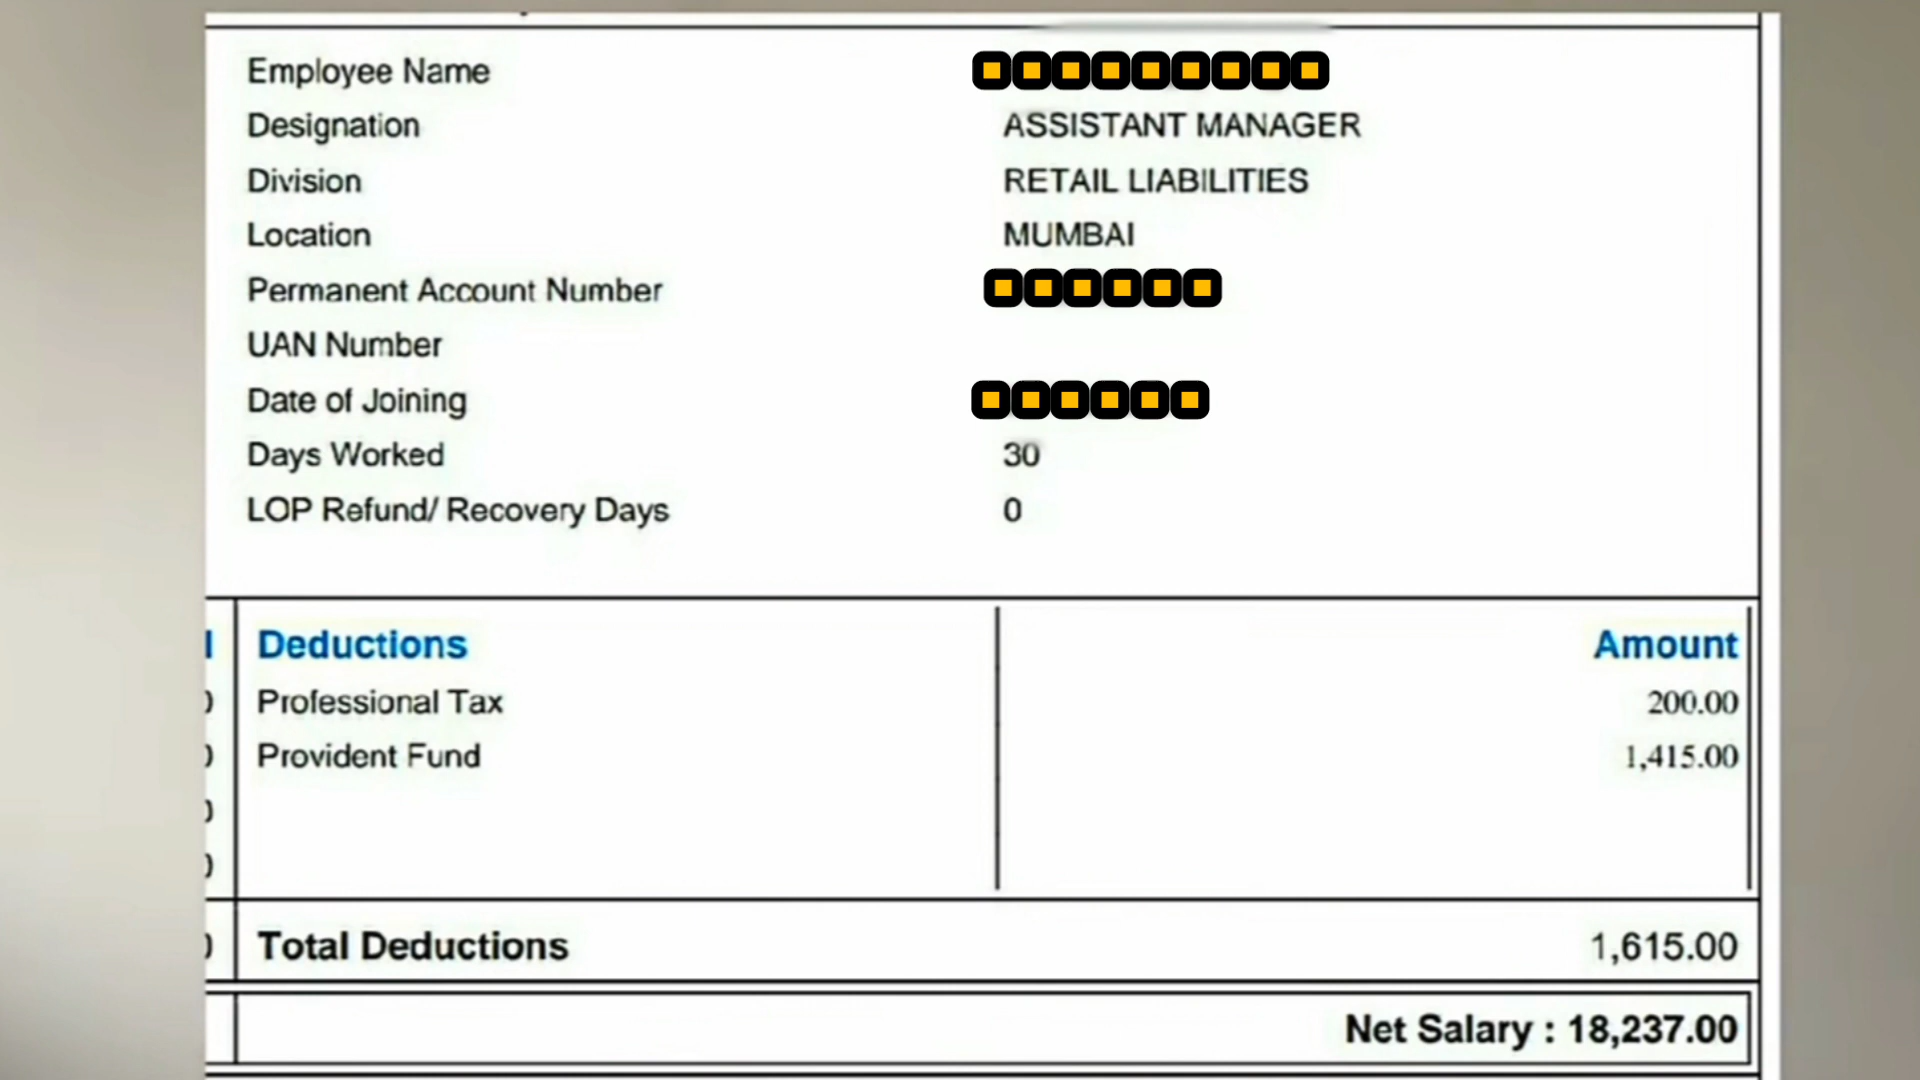 Employee Name
Designation ASSISTANT MANAGER
Division RETAIL LIABILITIES
Location MUMBAI
Permanent Account Number
UAN Number
Date of Joining
Days Worked 30
LOP Refund/ Recovery Days 0
Deductions Amount
Professional Tax 200.00
Provident Fund 1,415.00
Total Deductions 1,615.00
Net Salary : 18,237.00